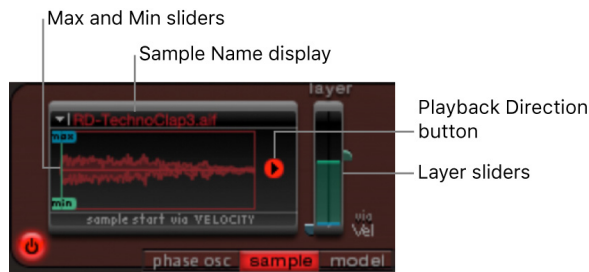 Max and Min sliders
Sample Name display
layer
RD-TechnoClap3.aif
max
Playback Direction
button
Layer sliders
min
sample start via VELOCITY
via
Vel
phase osc sample model